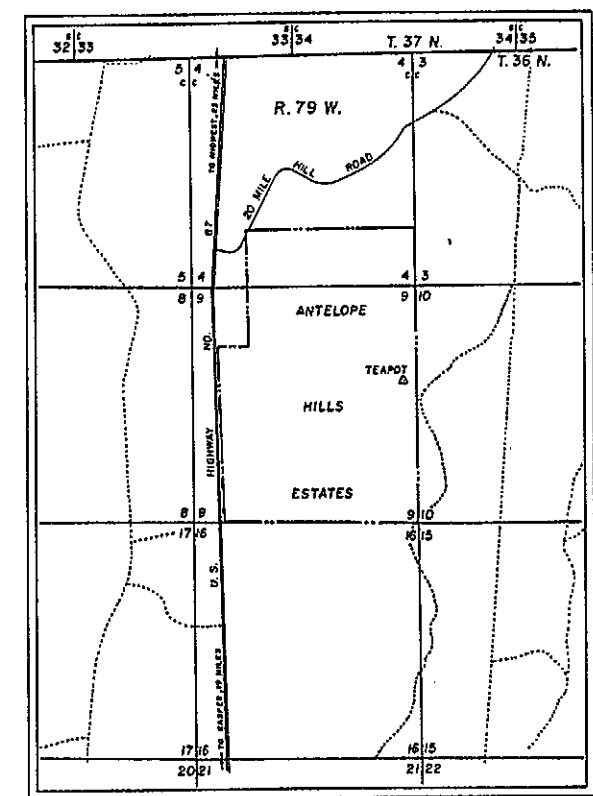 32 33
S C
33 34
S C
34 35
S C
T. 37 N.
T. 36 N.
5 4
C C
4 3
C C
R. 79 W.
TO MIDWEST, 23 MILES
20 MILE HILL ROAD
5 4
8 9
4 3
9 10
U.S. HIGHWAY NO. 87
ANTELOPE
TEAPOT
HILLS
ESTATES
8 9
17 16
9 10
16 15
TO CASPER, 19 MILES
17 16
20 21
16 15
21 22